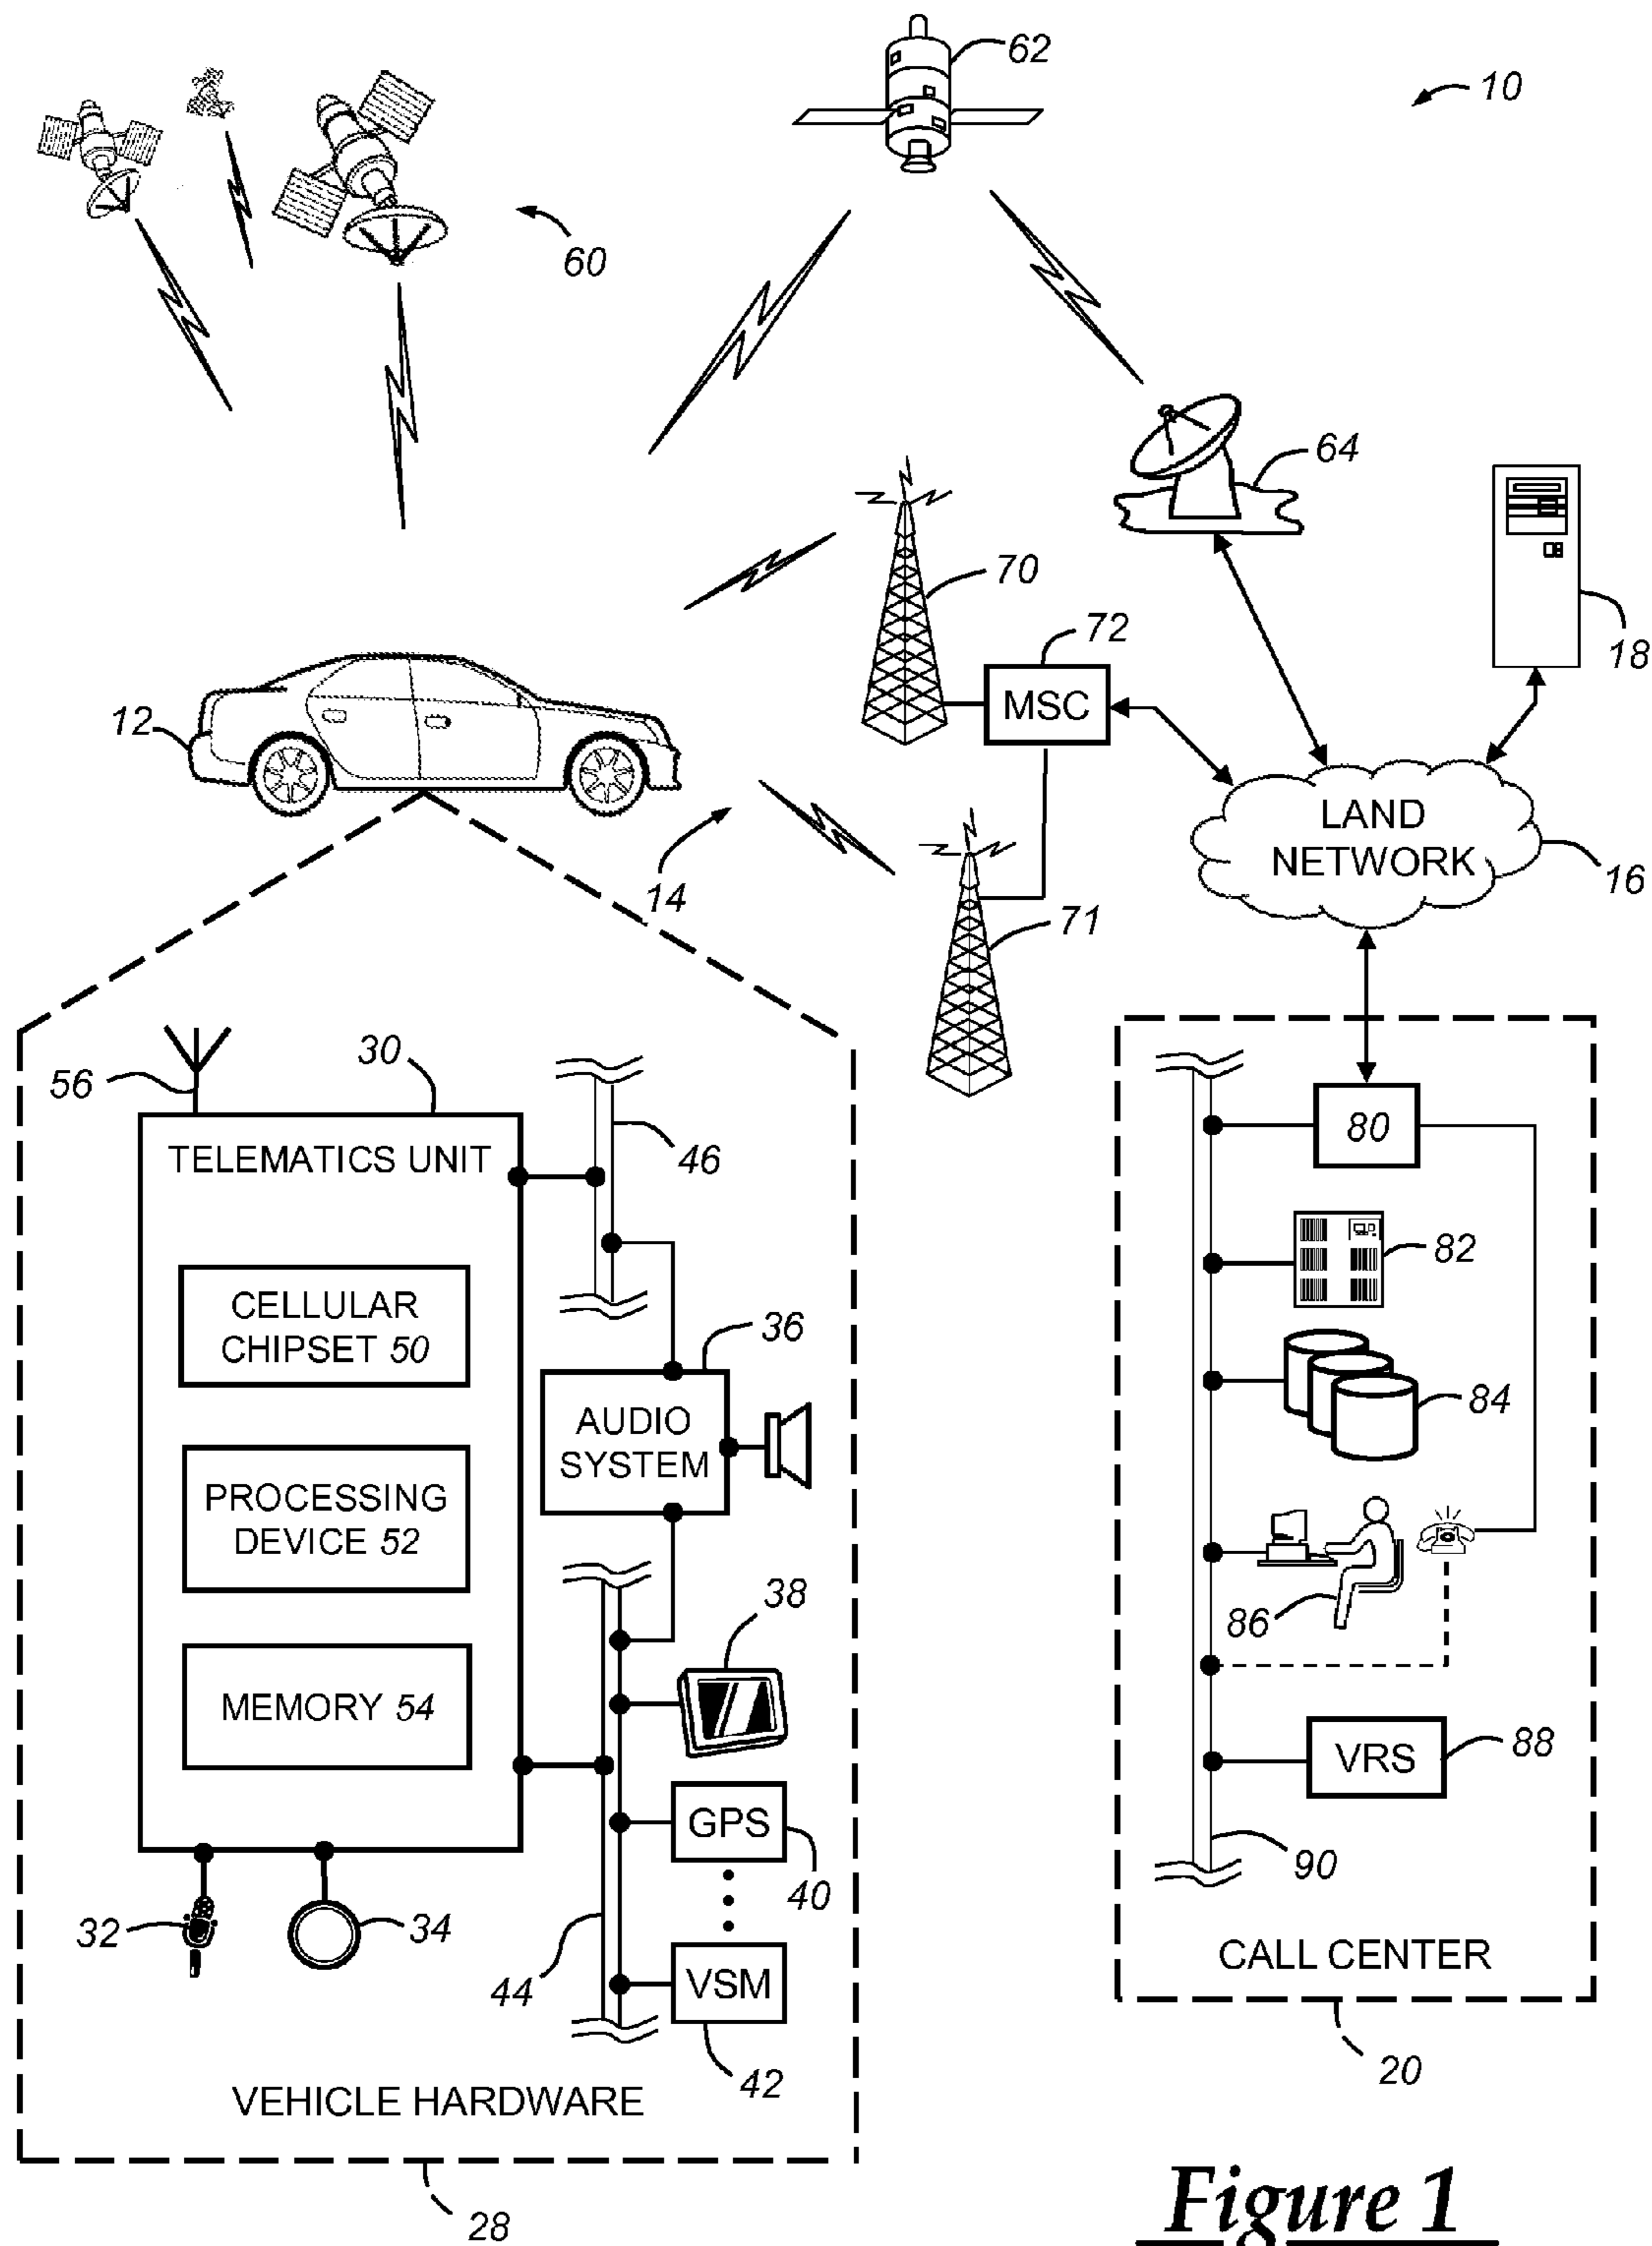 62
10
60
64
70
72
18
MSC
12
LAND
NETWORK
16
14
71
56
30
TELEMATICS UNIT
46
80
82
CELLULAR
CHIPSET 50
36
84
AUDIO
SYSTEM
PROCESSING
DEVICE 52
38
86
MEMORY 54
VRS
88
GPS
40
90
32
34
44
VSM
CALL CENTER
42
20
VEHICLE HARDWARE
28
Figure 1